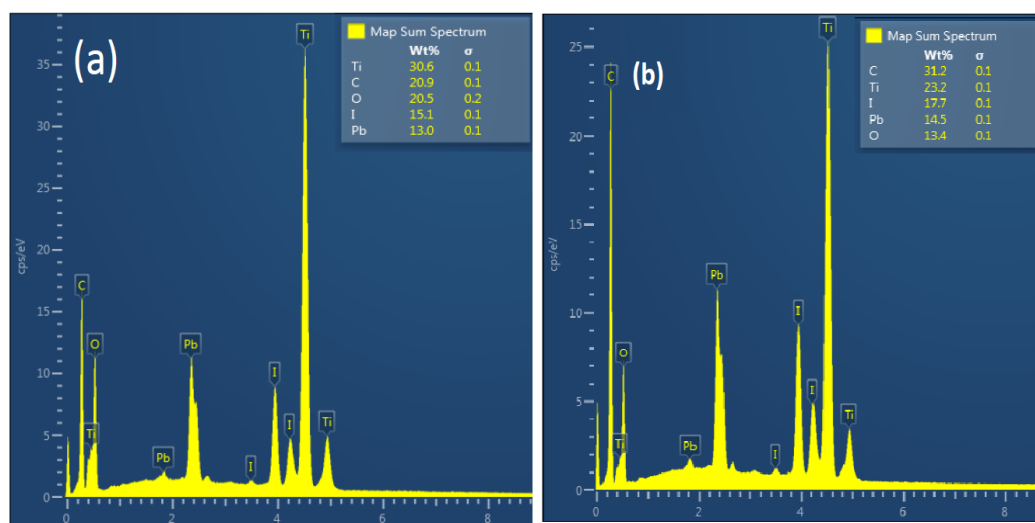 (a)
Map Sum Spectrum
Wt% σ
Ti 30.6 0.1
C 20.9 0.1
O 20.5 0.2
I 15.1 0.1
Pb 13.0 0.1
Ti
35
30
25
20
cps/eV
C
15
O
Pb
10
I
Ti
I
Ti
5
Pb
I
0
0 2 4 6 8
(b)
Map Sum Spectrum
Wt% σ
C 31.2 0.1
Ti 23.2 0.1
I 17.7 0.1
Pb 14.5 0.1
O 13.4 0.1
Ti
25
C
20
15
cps/eV
Pb
10
I
O
I
5
Ti
Ti
Pb
I
0
0 2 4 6 8